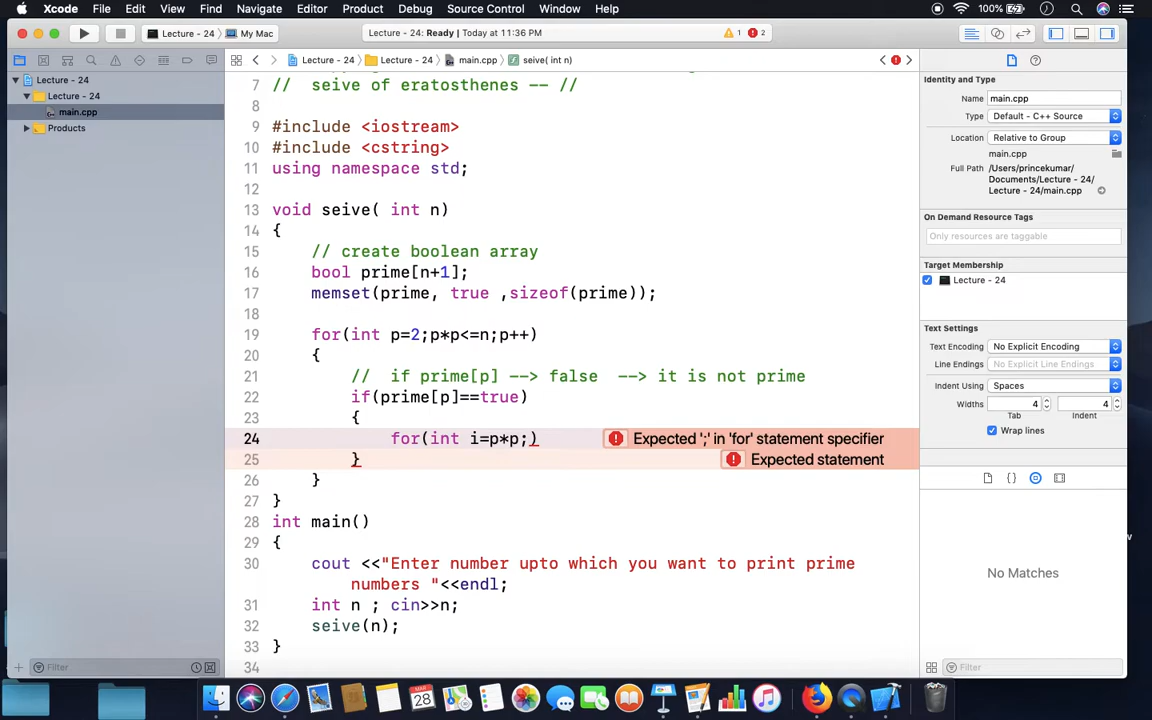 Xcode File Edit View Find Navigate Editor Product Debug Source Control Window Help 100%
Lecture - 24 My Mac Lecture - 24: Ready | Today at 11:36 PM 1 2
Lecture - 24 Lecture - 24 main.cpp seive( int n)
Lecture - 24
Lecture - 24
main.cpp
Products
7 // seive of eratosthenes -- //
8
9 #include <iostream>
10 #include <cstring>
11 using namespace std;
12
13 void seive( int n)
14 {
15 // create boolean array
16 bool prime[n+1];
17 memset(prime, true ,sizeof(prime));
18
19 for(int p=2;p*p<=n;p++)
20 {
21 // if prime[p] --> false --> it is not prime
22 if(prime[p]==true)
23 {
24 for(int i=p*p;) Expected ';' in 'for' statement specifier
25 } Expected statement
26 }
27 }
28 int main()
29 {
30 cout <<"Enter number upto which you want to print prime
numbers "<<endl;
31 int n ; cin>>n;
32 seive(n);
33 }
34
Identity and Type
Name main.cpp
Type Default - C++ Source
Location Relative to Group
main.cpp
Full Path /Users/princekumar/
Documents/Lecture - 24/
Lecture - 24/main.cpp
On Demand Resource Tags
Only resources are taggable
Target Membership
Lecture - 24
Text Settings
Text Encoding No Explicit Encoding
Line Endings No Explicit Line Endings
Indent Using Spaces
Widths 4 4
Tab Indent
Wrap lines
{ }
No Matches
Filter
Filter
MAR
28